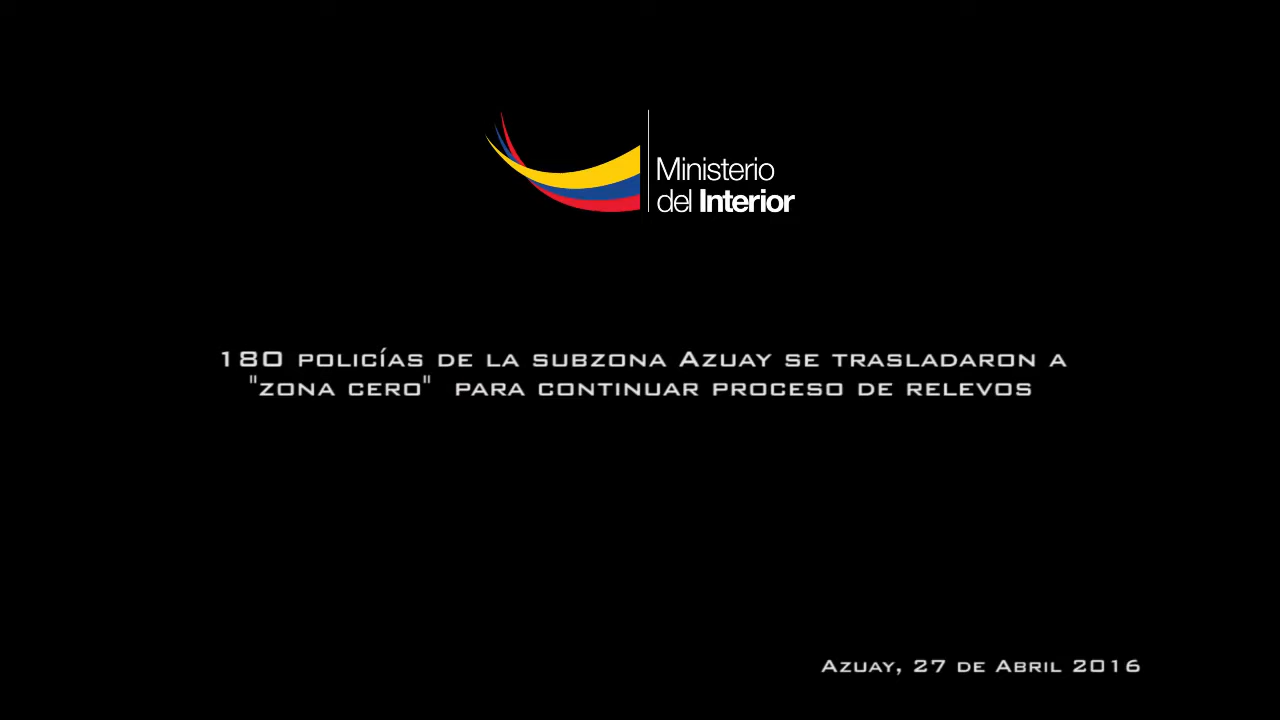 Ministerio
del Interior
180 policías de la subzona Azuay se trasladaron a
"zona cero" para continuar proceso de relevos
Azuay, 27 de Abril 2016